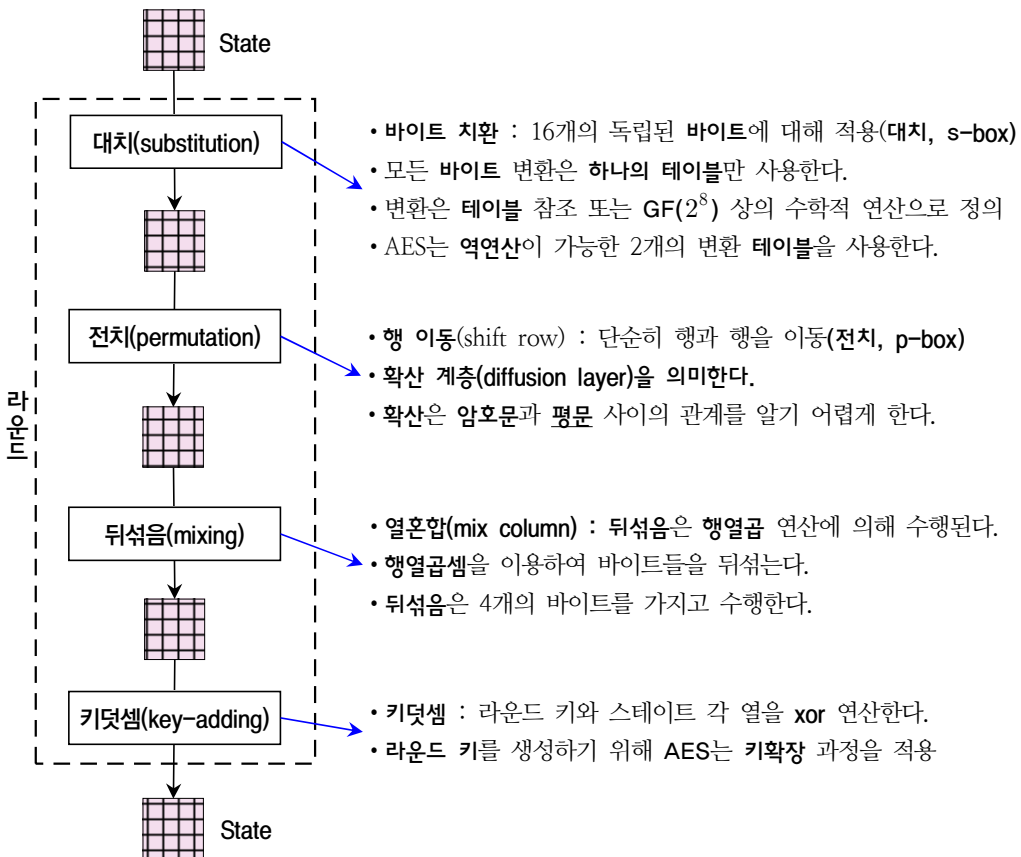 State
대치(substitution)
• 바이트 치환 : 16개의 독립된 바이트에 대해 적용(대치, s-box)
• 모든 바이트 변환은 하나의 테이블만 사용한다.
• 변환은 테이블 참조 또는 GF(2⁸) 상의 수학적 연산으로 정의
• AES는 역연산이 가능한 2개의 변환 테이블을 사용한다.
전치(permutation)
• 행 이동(shift row) : 단순히 행과 행을 이동(전치, p-box)
• 확산 계층(diffusion layer)을 의미한다.
• 확산은 암호문과 평문 사이의 관계를 알기 어렵게 한다.
라운드
뒤섞음(mixing)
• 열혼합(mix column) : 뒤섞음은 행열곱 연산에 의해 수행된다.
• 행열곱셈을 이용하여 바이트들을 뒤섞는다.
• 뒤섞음은 4개의 바이트를 가지고 수행한다.
키덧셈(key-adding)
• 키덧셈 : 라운드 키와 스테이트 각 열을 xor 연산한다.
• 라운드 키를 생성하기 위해 AES는 키확장 과정을 적용
State